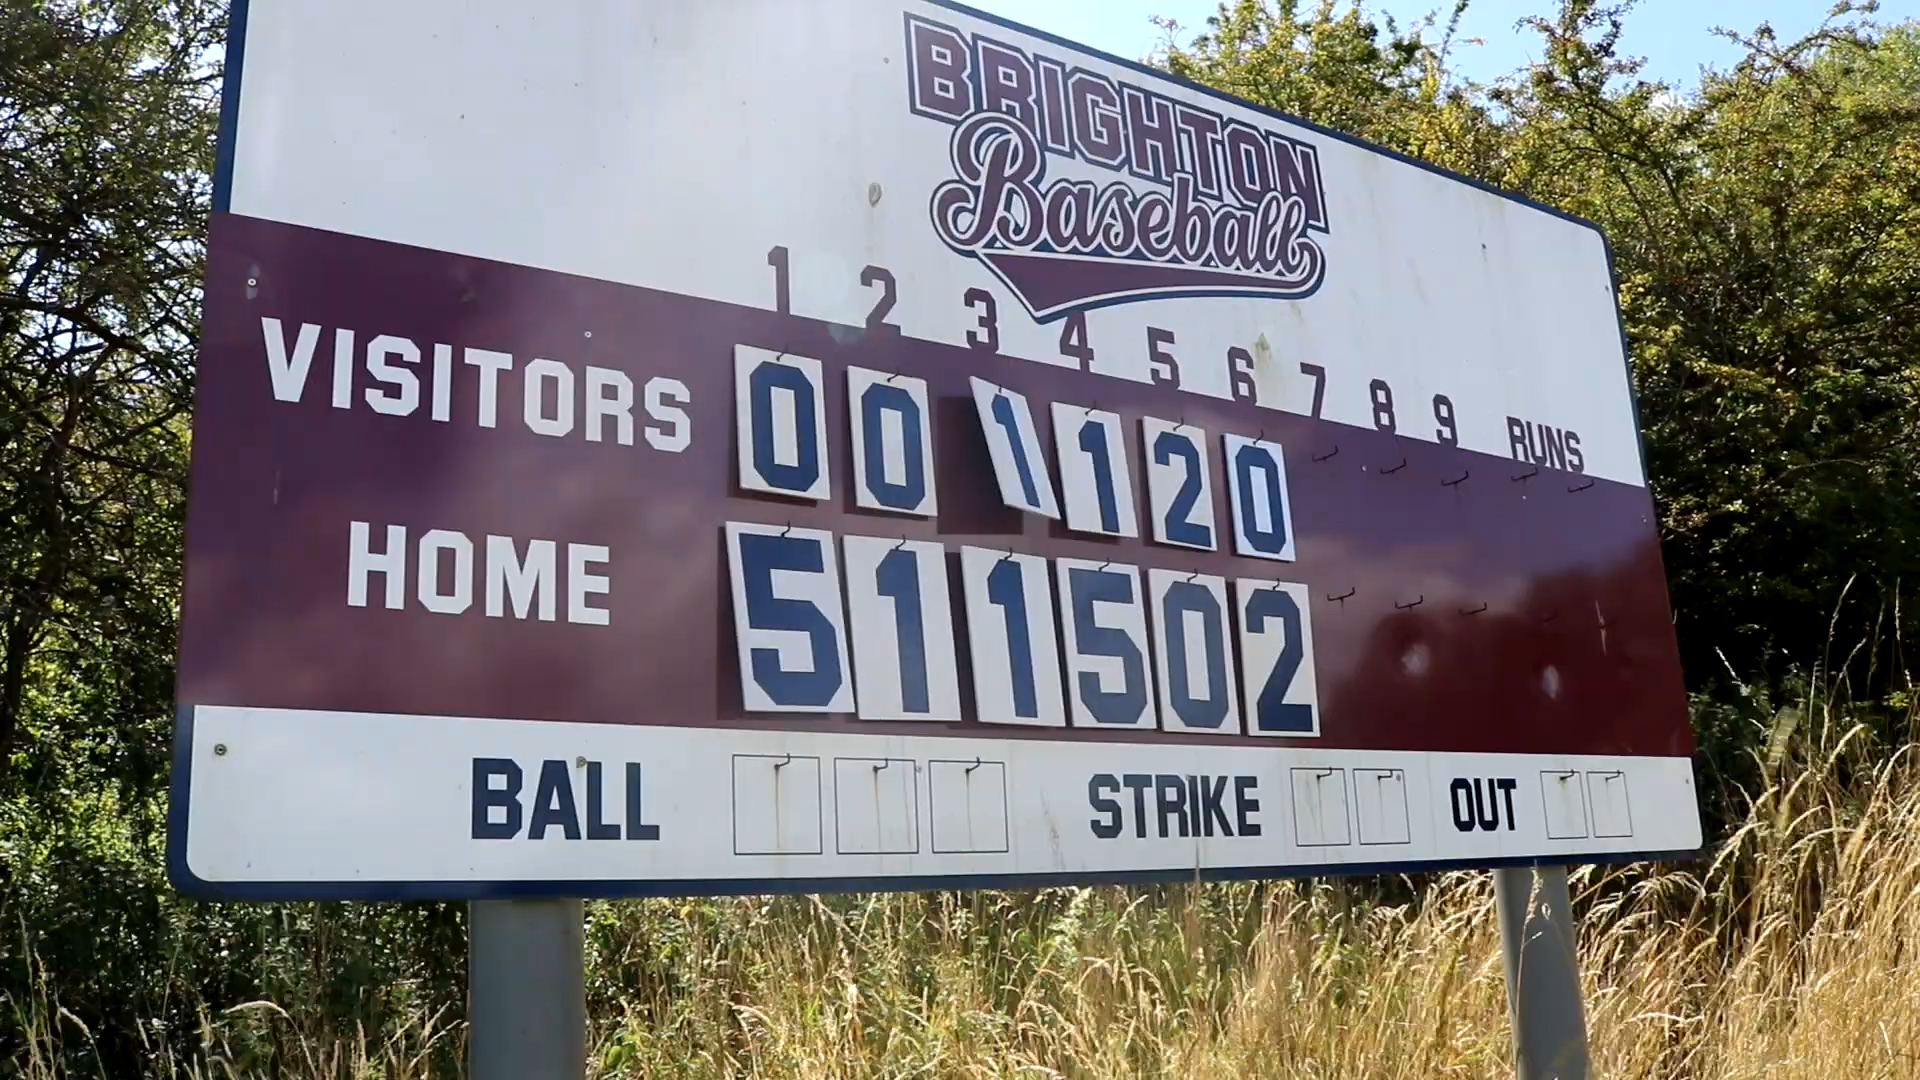 BRIGHTON
Baseball
1 2 3 4 5 6 7 8 9 RUNS
VISITORS 0 0 1 1 2 0
HOME 5 1 1 5 0 2
BALL STRIKE OUT